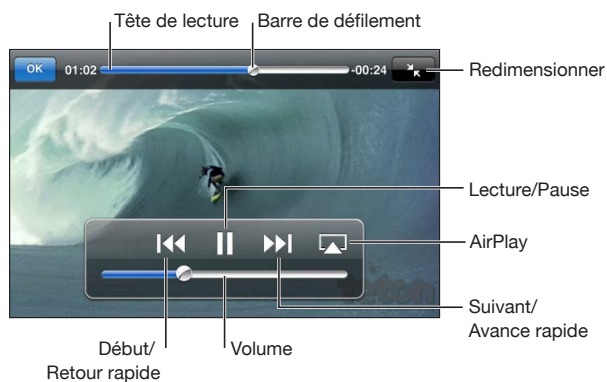 Tête de lecture
Barre de défilement
OK
01:02
-00:24
Redimensionner
Lecture/Pause
AirPlay
Suivant/
Avance rapide
Début/
Retour rapide
Volume